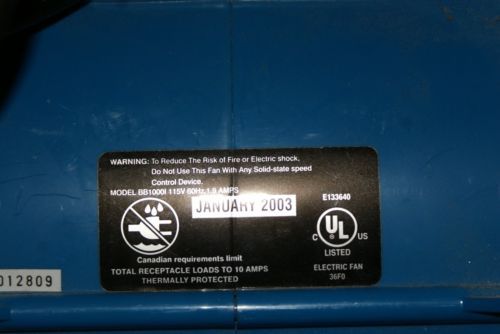 WARNING: To Reduce The Risk of Fire or Electric shock,
Do Not Use This Fan With Any Solid-state speed
Control Device.
MODEL BB1000I 115V 60Hz, 1.9 AMPS
JANUARY 2003
E133640
C UL US
LISTED
Canadian requirements limit
TOTAL RECEPTACLE LOADS TO 10 AMPS
THERMALLY PROTECTED
ELECTRIC FAN
36F0
012809